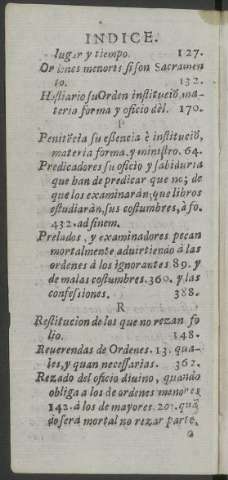 INDICE.
lugar y tiempo. 127.
Ordenes menores si son Sacramen
to. 132.
Hostiario su Orden institució, ma-
teria forma y oficio dèl. 170.
P
Penitẽcia su essencia è institució,
materia forma, y ministro. 64.
Predicadores su oficio y sabiduria
que han de predicar que no; de
que los examinarán, que libros
estudiarán, sus costumbres, à fo.
432. ad finem.
Prelados, y examinadores pecan
mortalmente aduirtiendo á las
ordenes à los ignorantes 89. y
de malas costumbres. 360. y las
confessiones. 388.
R
Restitucion de los que no rezan fo
lio. 148.
Reuerendas de Ordenes. 13. qua-
les, y quan necessarias. 362.
Rezado del oficio diuino, quando
obliga a los de ordenes menores
142. à los de mayores 20. quã
do será mortal no rezar parte,